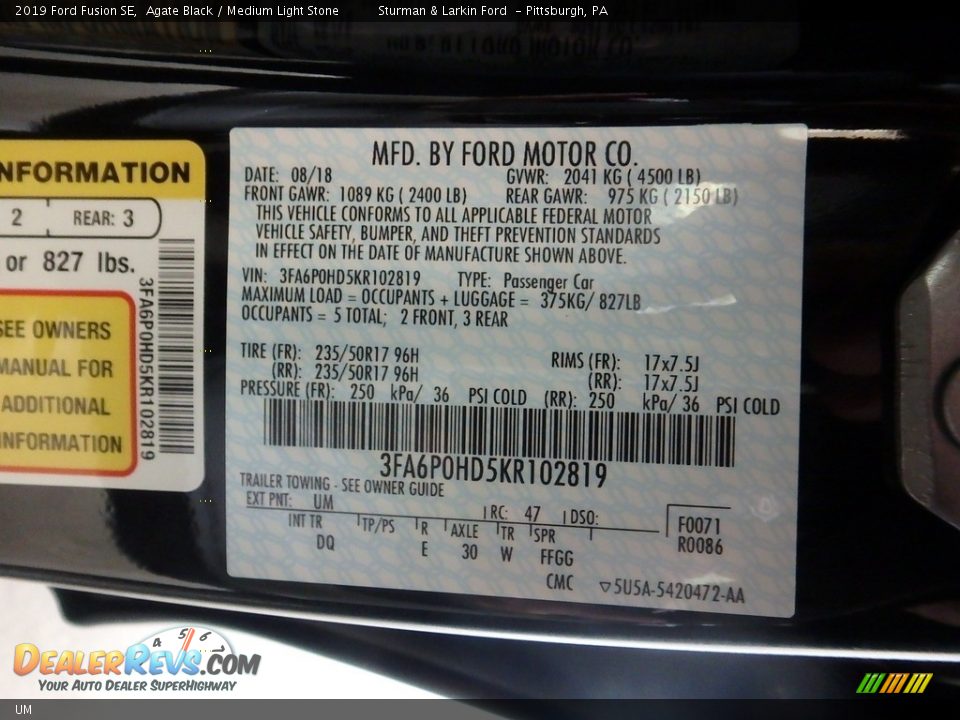 2019 Ford Fusion SE, Agate Black / Medium Light Stone Sturman & Larkin Ford - Pittsburgh, PA
NFORMATION
2 REAR: 3
or 827 lbs.
SEE OWNERS
MANUAL FOR
ADDITIONAL
INFORMATION
3FA6P0HD5KR102819
MFD. BY FORD MOTOR CO.
DATE: 08/18 GVWR: 2041 KG ( 4500 LB)
FRONT GAWR: 1089 KG ( 2400 LB) REAR GAWR: 975 KG ( 2150 LB)
THIS VEHICLE CONFORMS TO ALL APPLICABLE FEDERAL MOTOR
VEHICLE SAFETY, BUMPER, AND THEFT PREVENTION STANDARDS
IN EFFECT ON THE DATE OF MANUFACTURE SHOWN ABOVE.
VIN: 3FA6P0HD5KR102819 TYPE: Passenger Car
MAXIMUM LOAD = OCCUPANTS + LUGGAGE = 375KG/ 827LB
OCCUPANTS = 5 TOTAL; 2 FRONT, 3 REAR
TIRE (FR): 235/50R17 96H RIMS (FR): 17x7.5J
(RR): 235/50R17 96H (RR): 17x7.5J
PRESSURE (FR): 250 kPa/ 36 PSI COLD (RR): 250 kPa/ 36 PSI COLD
3FA6P0HD5KR102819
TRAILER TOWING - SEE OWNER GUIDE
EXT PNT: UM RC: 47 DSO:
INT TR TP/PS R AXLE TR SPR
DQ E 30 W FFGG
F0071
R0086
CMC ▽5U5A-5420472-AA
4 5 6
DEALERREVS.COM
YOUR AUTO DEALER SUPERHIGHWAY
UM